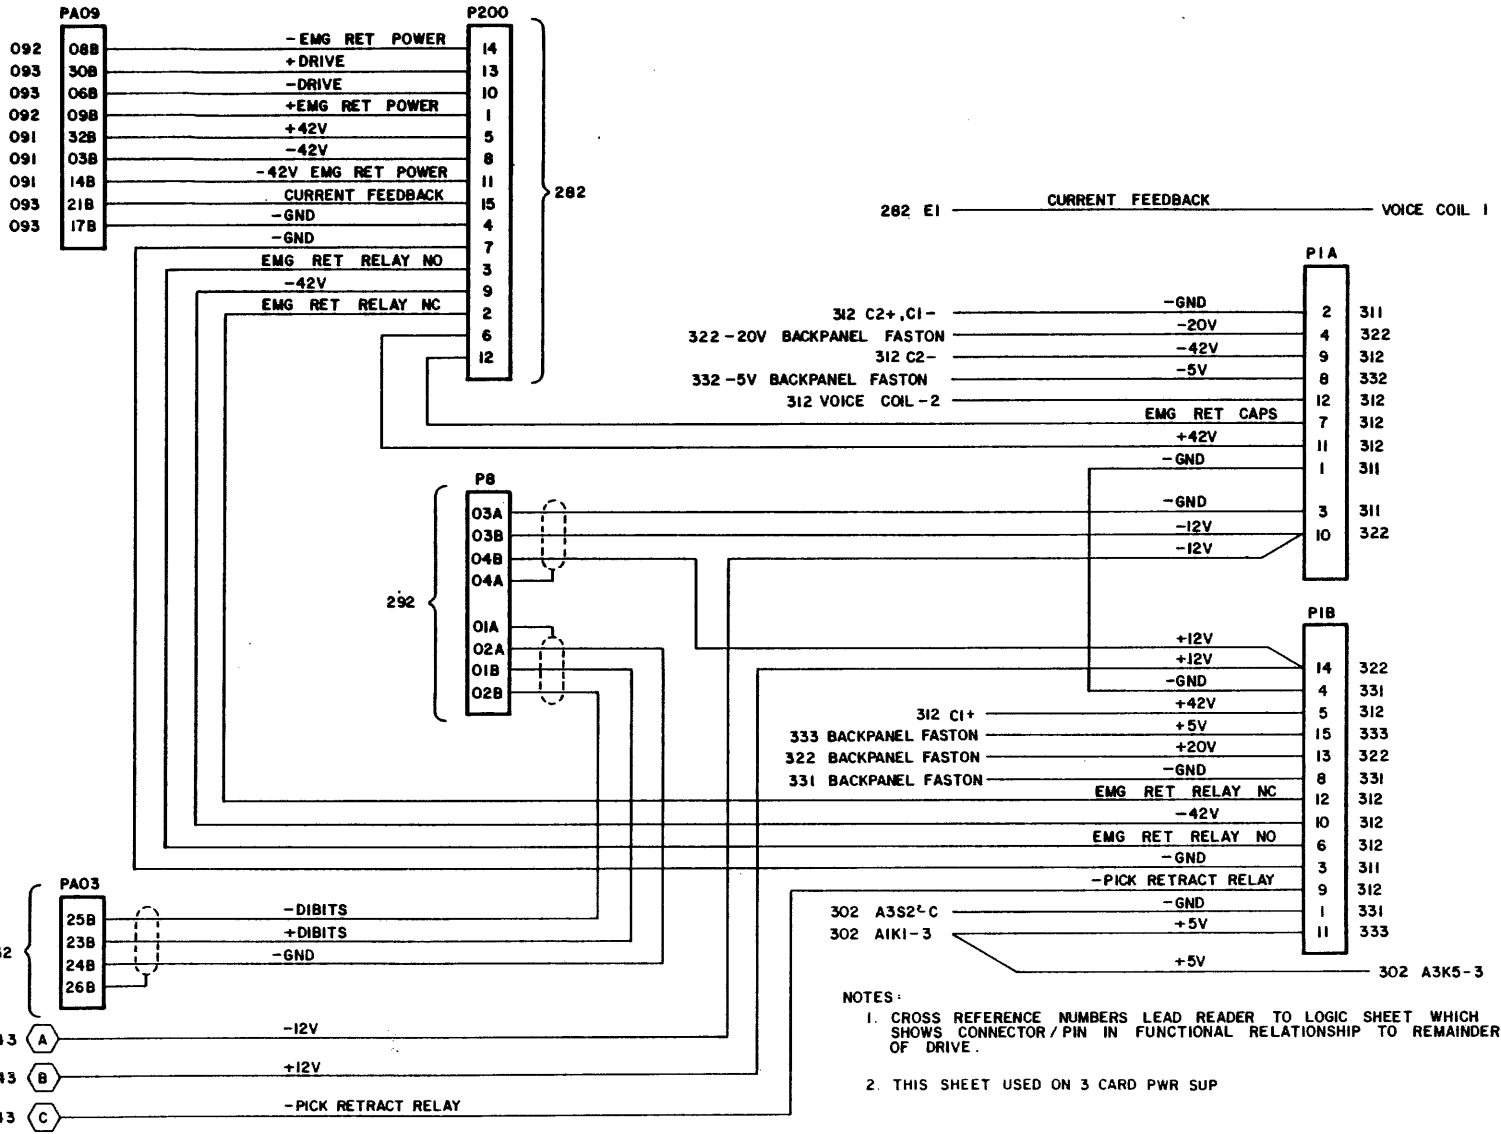 PA09
P200
092 08B -EMG RET POWER 14
093 30B +DRIVE 13
093 06B -DRIVE 10
092 09B +EMG RET POWER 1
091 32B +42V 5
091 03B -42V 8
091 14B -42V EMG RET POWER 11
093 21B CURRENT FEEDBACK 15
093 17B -GND 4
-GND 7
EMG RET RELAY NO 3
-42V 9
EMG RET RELAY NC 2
6
12
282
282 E1 CURRENT FEEDBACK VOICE COIL 1
P1A
312 C2+,C1- -GND 2 311
322-20V BACKPANEL FASTON -20V 4 322
312 C2- -42V 9 312
332-5V BACKPANEL FASTON -5V 8 332
312 VOICE COIL-2 12 312
EMG RET CAPS 7 312
+42V 11 312
-GND 1 311
-GND 3 311
-12V 10 322
-12V
P8
03A
03B
04B
04A
01A
02A
01B
02B
292
P1B
+12V
+12V 14 322
-GND 4 331
312 C1+ +42V 5 312
333 BACKPANEL FASTON +5V 15 333
322 BACKPANEL FASTON +20V 13 322
331 BACKPANEL FASTON -GND 8 331
EMG RET RELAY NC 12 312
-42V 10 312
EMG RET RELAY NO 6 312
-GND 3 311
-PICK RETRACT RELAY 9 312
302 A3S2-C -GND 1 331
302 A1K1-3 +5V 11 333
+5V 302 A3K5-3
PA03
25B -DIBITS
23B +DIBITS
24B -GND
26B
A -12V
B +12V
C -PICK RETRACT RELAY
NOTES:
1. CROSS REFERENCE NUMBERS LEAD READER TO LOGIC SHEET WHICH
SHOWS CONNECTOR/PIN IN FUNCTIONAL RELATIONSHIP TO REMAINDER
OF DRIVE.
2. THIS SHEET USED ON 3 CARD PWR SUP